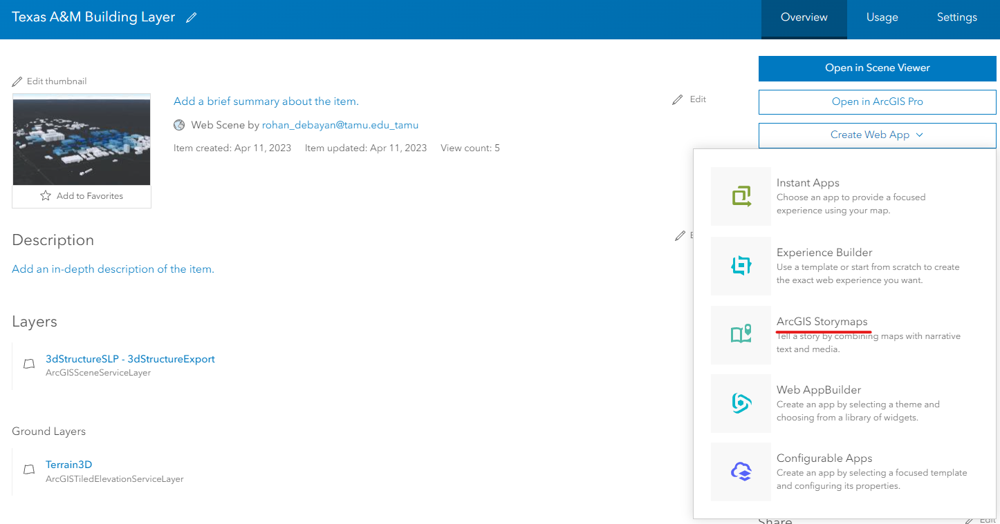 Texas A&M Building Layer
Overview
Usage
Settings
Edit thumbnail
Add to Favorites
Add a brief summary about the item.
Edit
Web Scene by rohan_debayan@tamu.edu_tamu
Item created: Apr 11, 2023 Item updated: Apr 11, 2023 View count: 5
Description
Add an in-depth description of the item.
Layers
3dStructureSLP - 3dStructureExport
ArcGISSceneServiceLayer
Ground Layers
Terrain3D
ArcGISTiledElevationServiceLayer
Open in Scene Viewer
Open in ArcGIS Pro
Create Web App
Instant Apps
Choose an app to provide a focused
experience using your map.
Experience Builder
Use a template or start from scratch to create
the exact web experience you want.
ArcGIS Storymaps
Tell a story by combining maps with narrative
text and media.
Web AppBuilder
Create an app by selecting a theme and
choosing from a library of widgets.
Configurable Apps
Create an app by selecting a focused template
and configuring its properties.
Share
Edit